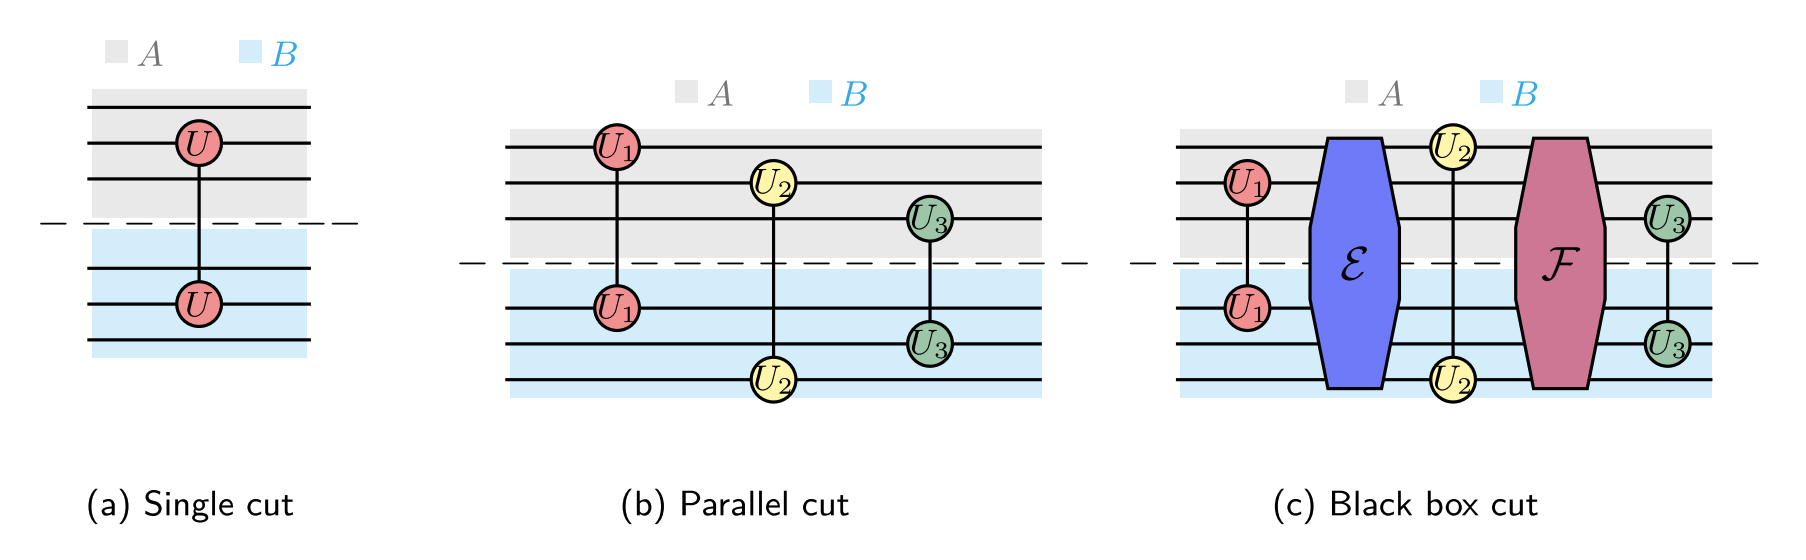 A B
U
U
(a) Single cut
A B
U₁
U₂
U₃
U₁
U₃
U₂
(b) Parallel cut
A B
U₂
U₁
U₃
ℰ ℱ
U₁
U₃
U₂
(c) Black box cut